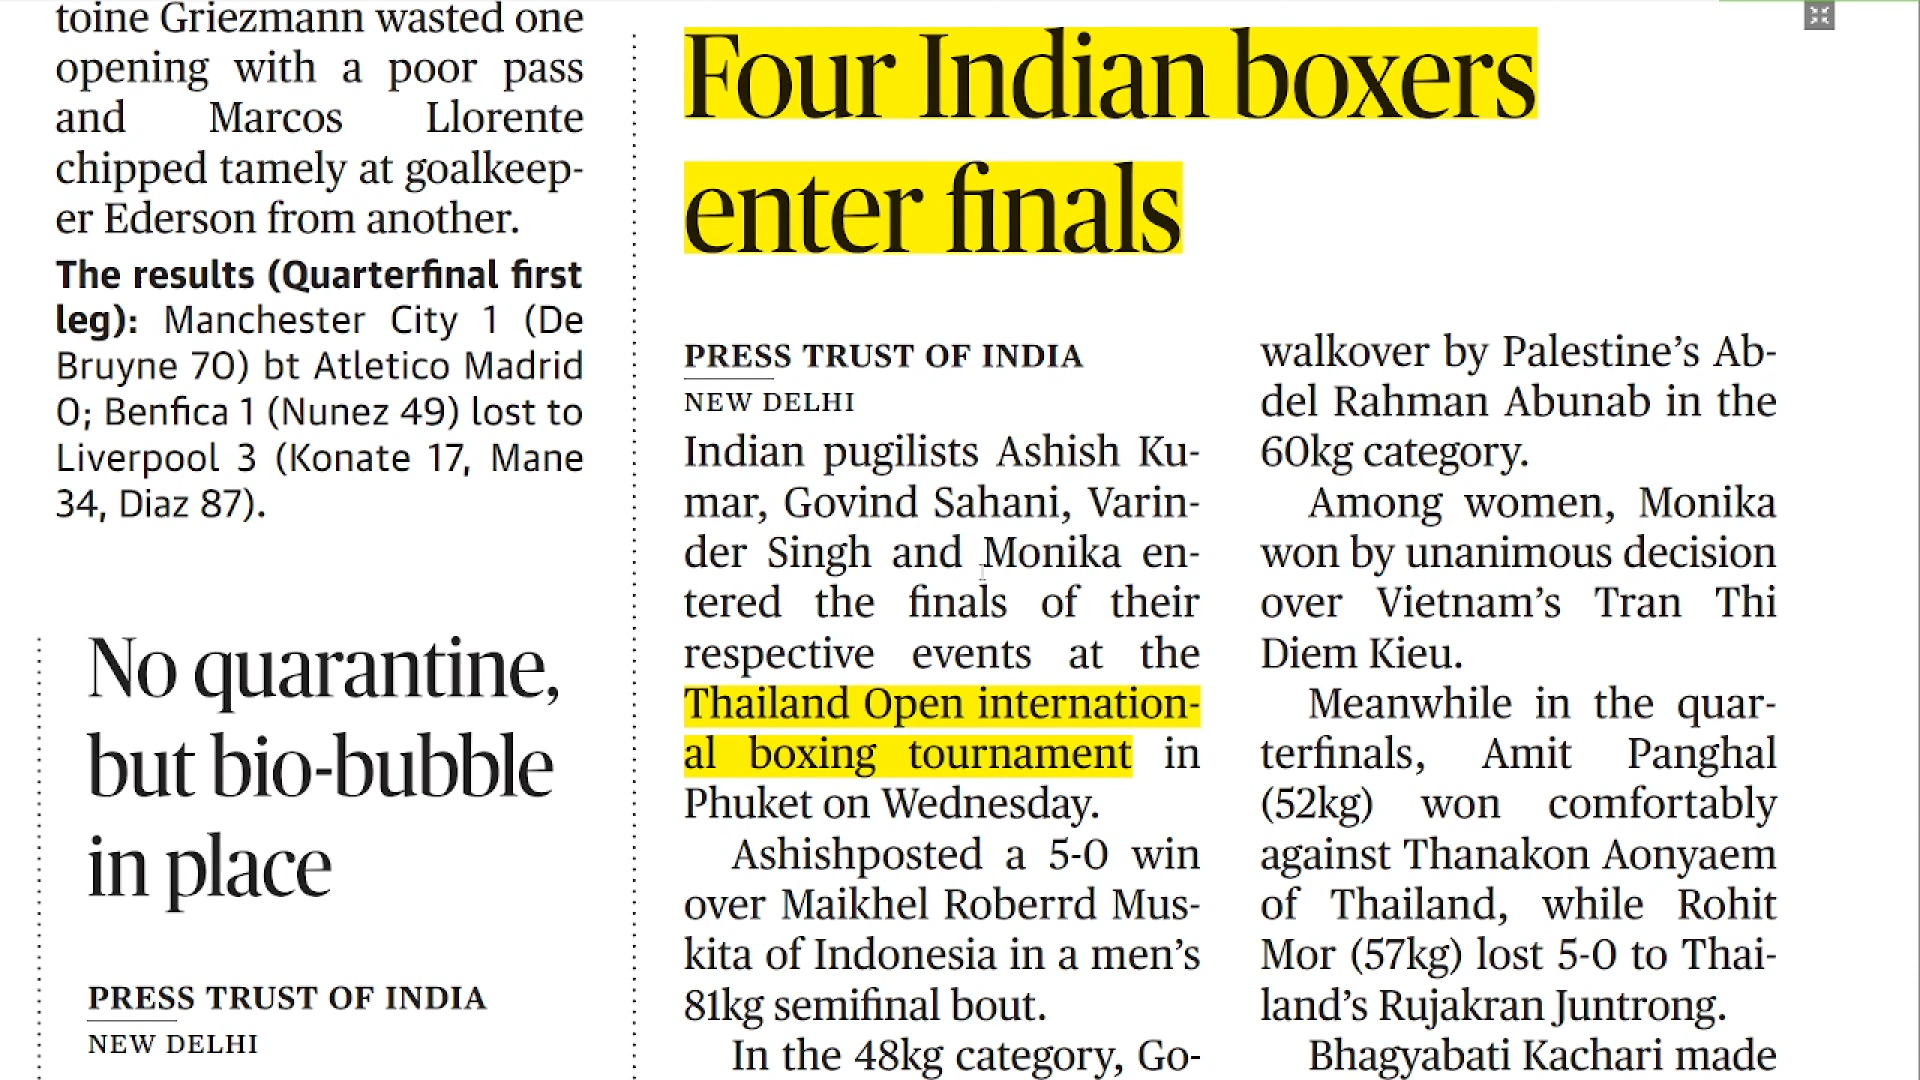 toine Griezmann wasted one
opening with a poor pass
and Marcos Llorente
chipped tamely at goalkeep-
er Ederson from another.
The results (Quarterfinal first
leg): Manchester City 1 (De
Bruyne 70) bt Atletico Madrid
0; Benfica 1 (Nunez 49) lost to
Liverpool 3 (Konate 17, Mane
34, Diaz 87).
No quarantine,
but bio-bubble
in place
PRESS TRUST OF INDIA
NEW DELHI
Four Indian boxers
enter finals
PRESS TRUST OF INDIA
NEW DELHI
Indian pugilists Ashish Ku-
mar, Govind Sahani, Varin-
der Singh and Monika en-
tered the finals of their
respective events at the
Thailand Open internation-
al boxing tournament in
Phuket on Wednesday.
Ashishposted a 5-0 win
over Maikhel Roberrd Mus-
kita of Indonesia in a men’s
81kg semifinal bout.
In the 48kg category, Go-
walkover by Palestine’s Ab-
del Rahman Abunab in the
60kg category.
Among women, Monika
won by unanimous decision
over Vietnam’s Tran Thi
Diem Kieu.
Meanwhile in the quar-
terfinals, Amit Panghal
(52kg) won comfortably
against Thanakon Aonyaem
of Thailand, while Rohit
Mor (57kg) lost 5-0 to Thai-
land’s Rujakran Juntrong.
Bhagyabati Kachari made